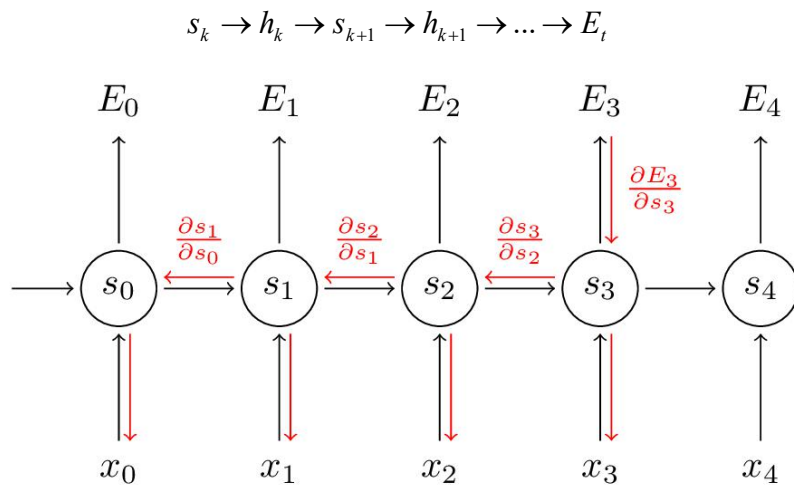 s_k → h_k → s_{k+1} → h_{k+1} → ... → E_t
E_0 E_1 E_2 E_3 E_4
∂s_1/∂s_0 ∂s_2/∂s_1 ∂s_3/∂s_2 ∂E_3/∂s_3
s_0 s_1 s_2 s_3 s_4
x_0 x_1 x_2 x_3 x_4